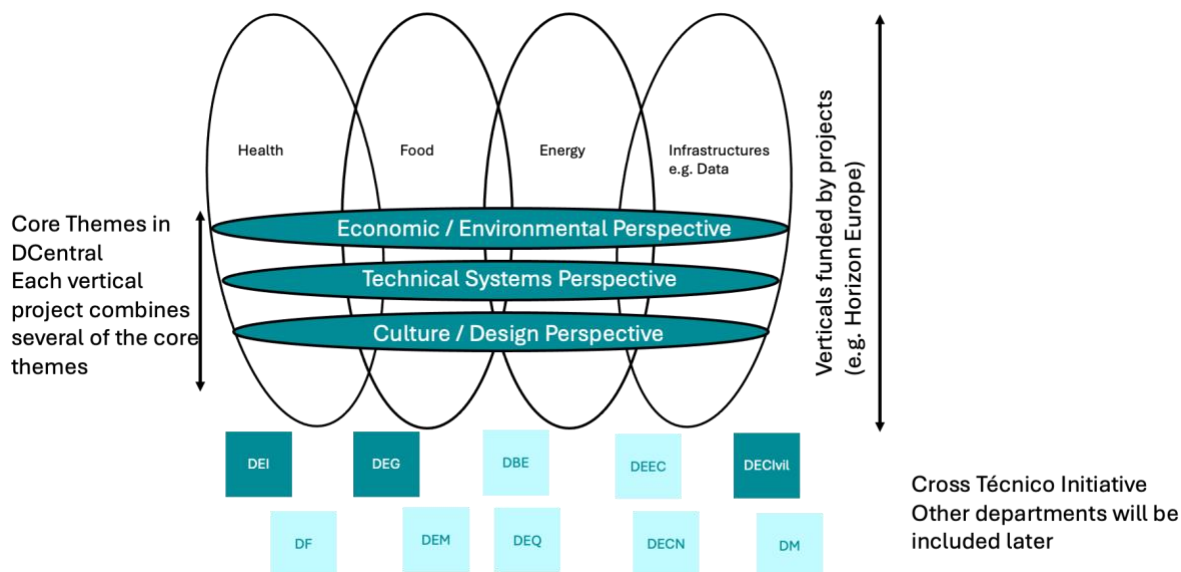 Health
Food
Energy
Infrastructures
e.g. Data
Core Themes in
DCentral
Each vertical
project combines
several of the core
themes
Economic / Environmental Perspective
Technical Systems Perspective
Culture / Design Perspective
Verticals funded by projects
(e.g. Horizon Europe)
DEI
DEG
DBE
DEEC
DECIvil
DF
DEM
DEQ
DECN
DM
Cross Técnico Initiative
Other departments will be
included later